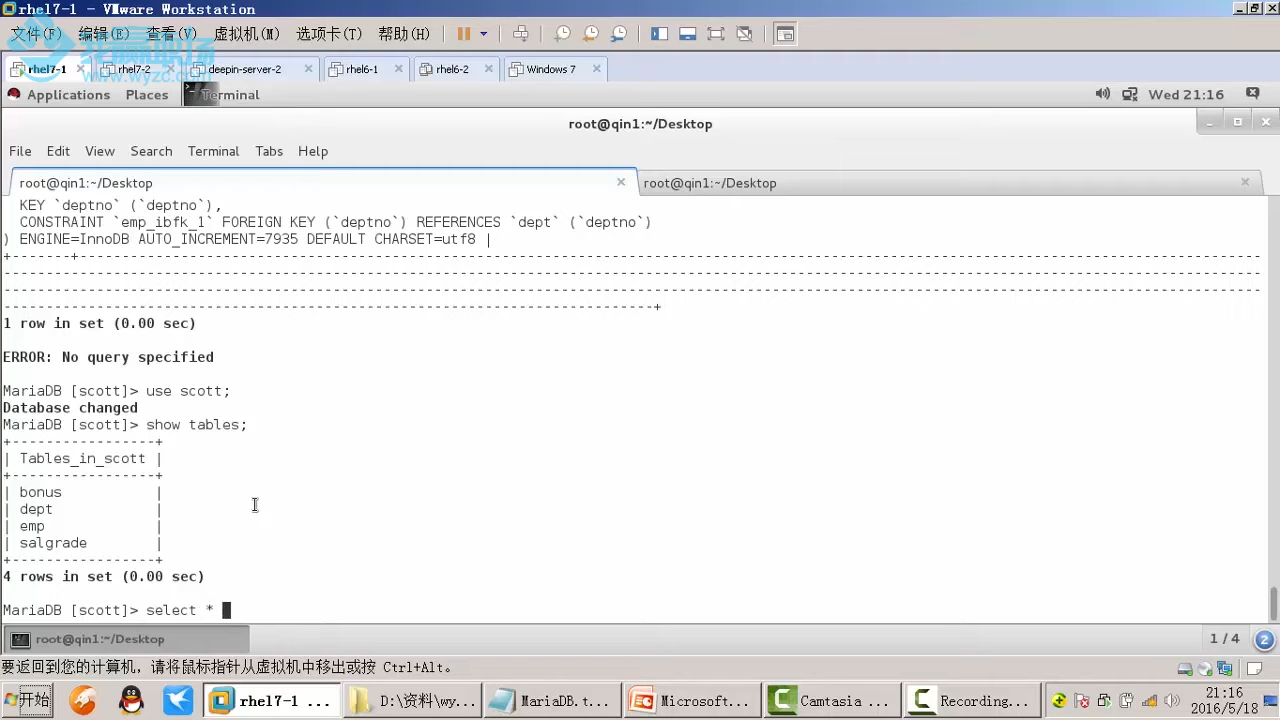 rhel7-1 - VMware Workstation
文件(F) 编辑(E) 查看(V) 虚拟机(M) 选项卡(T) 帮助(H)
rhel7-1 rhel7-2 deepin-server-2 rhel6-1 rhel6-2 Windows 7
www.wyzc.com
Applications Places Terminal Wed 21:16
root@qin1:~/Desktop
File Edit View Search Terminal Tabs Help
root@qin1:~/Desktop root@qin1:~/Desktop
KEY `deptno` (`deptno`),
CONSTRAINT `emp_ibfk_1` FOREIGN KEY (`deptno`) REFERENCES `dept` (`deptno`)
) ENGINE=InnoDB AUTO_INCREMENT=7935 DEFAULT CHARSET=utf8 |
1 row in set (0.00 sec)
ERROR: No query specified
MariaDB [scott]> use scott;
Database changed
MariaDB [scott]> show tables;
+-----------------+
| Tables_in_scott |
+-----------------+
| bonus           |
| dept            |
| emp             |
| salgrade        |
+-----------------+
4 rows in set (0.00 sec)
MariaDB [scott]> select *
root@qin1:~/Desktop 1 / 4 2
要返回到您的计算机，请将鼠标指针从虚拟机中移出或按 Ctrl+Alt。
开始 rhel7-1 ... D:\资料\wy... MariaDB.t... Microsoft... Camtasia ... Recording... 21:16
2016/5/18